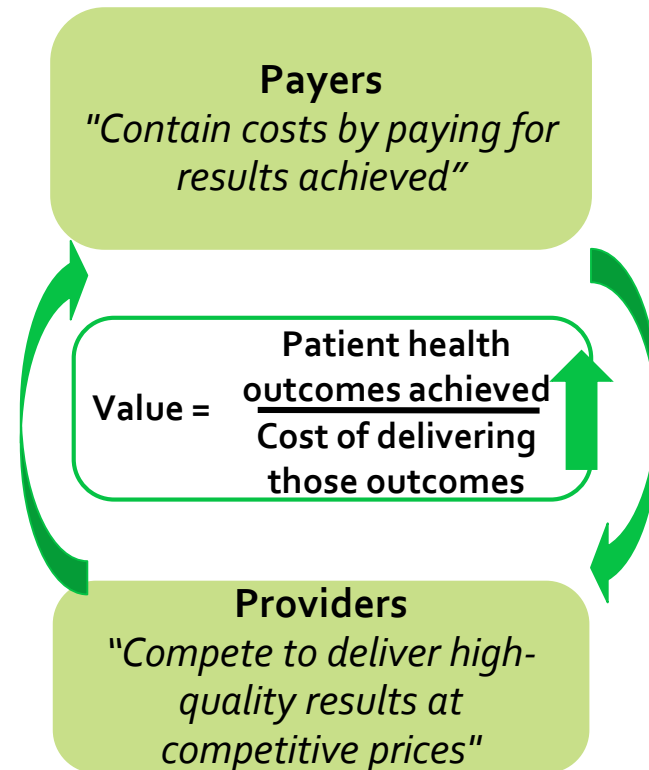 Payers
"Contain costs by paying for
results achieved”
Patient health
outcomes achieved
Value =
Cost of delivering
those outcomes
Providers
“Compete to deliver high-
quality results at
competitive prices"